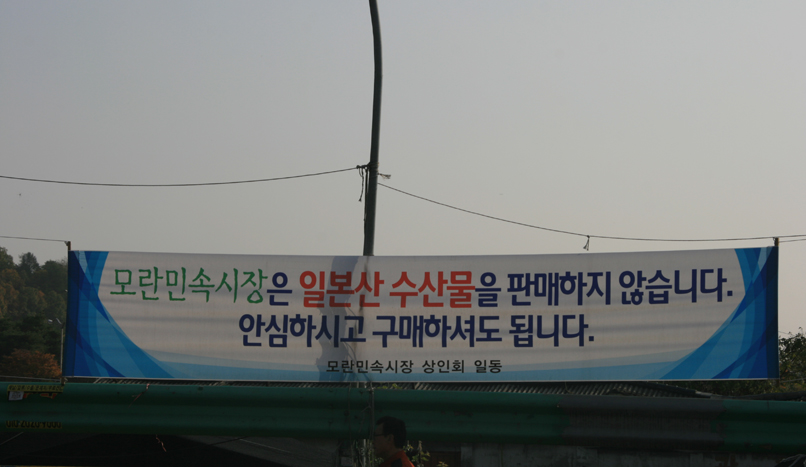 모란민속시장은 일본산 수산물을 판매하지 않습니다.
안심하시고 구매하셔도 됩니다.
모란민속시장 상인회 일동